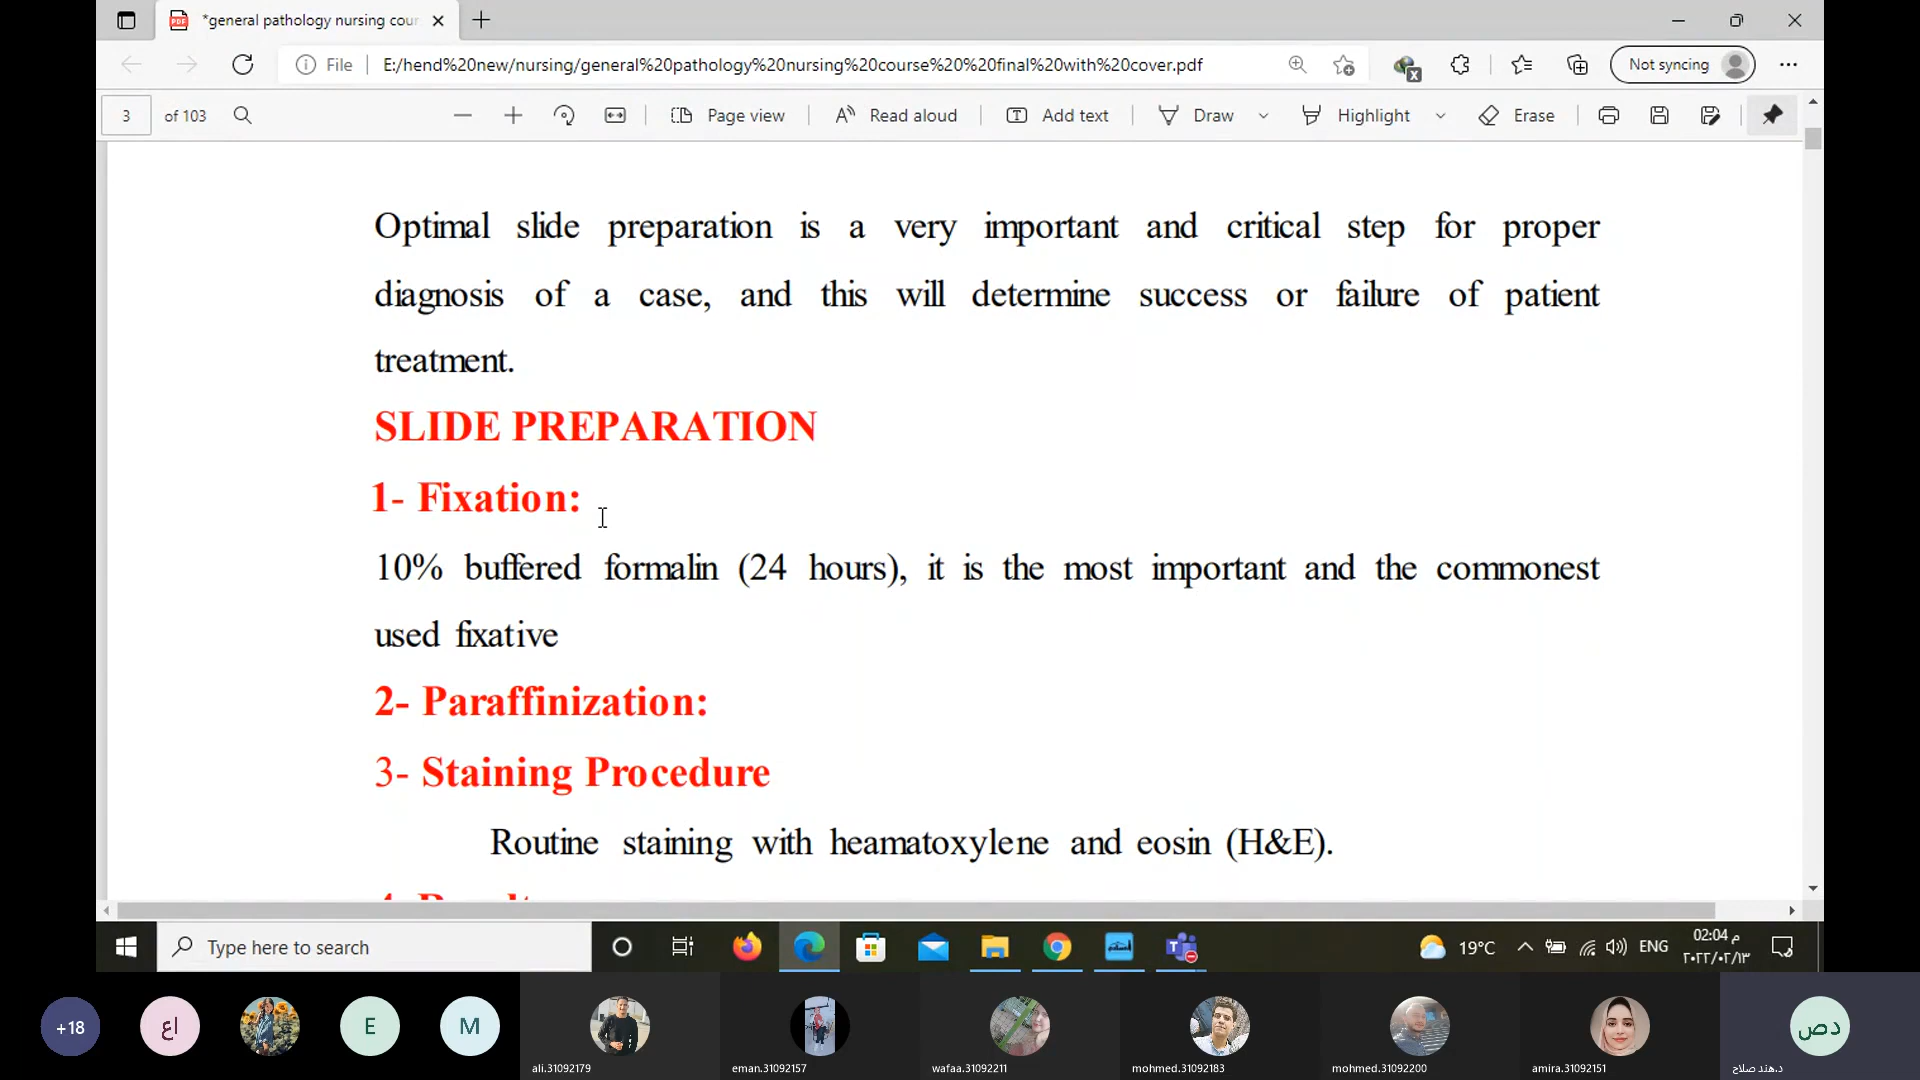 *general pathology nursing cour
File
E:/hend%20new/nursing/general%20pathology%20nursing%20course%20%20final%20with%20cover.pdf
Not syncing
3 of 103
Page view
Read aloud
Add text
Draw
Highlight
Erase
Optimal slide preparation is a very important and critical step for proper
diagnosis of a case, and this will determine success or failure of patient
treatment.
SLIDE PREPARATION
1- Fixation:
10% buffered formalin (24 hours), it is the most important and the commonest
used fixative
2- Paraffinization:
3- Staining Procedure
Routine staining with heamatoxylene and eosin (H&E).
Type here to search
19°C
ENG
02:04 م
٢٠٢٢/٠٢/١٣
+18
اع
E
M
دص
ali.31092179
eman.31092157
wafaa.31092211
mohmed.31092183
mohmed.31092200
amira.31092151
د.هند صلاح